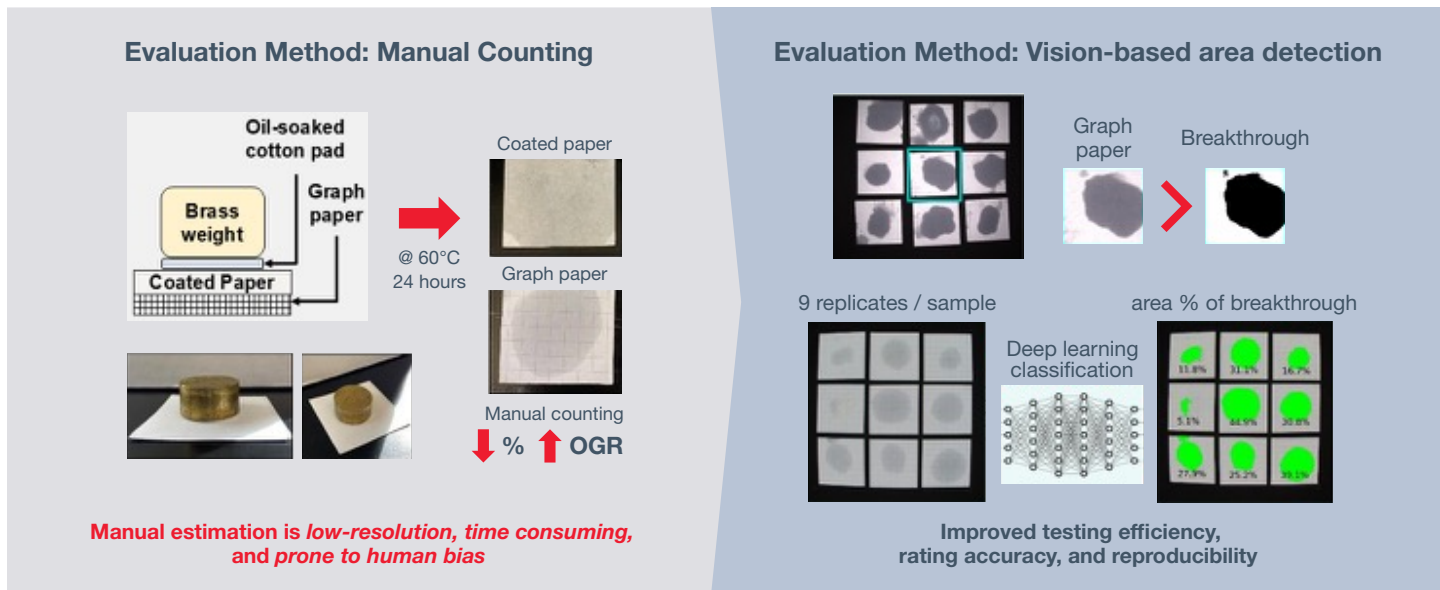 Evaluation Method: Manual Counting
Oil-soaked
cotton pad
Graph
paper
Brass
weight
Coated Paper
@ 60°C
24 hours
Coated paper
Graph paper
Manual counting
% OGR
Manual estimation is low-resolution, time consuming,
and prone to human bias
Evaluation Method: Vision-based area detection
Graph
paper
Breakthrough
9 replicates / sample
Deep learning
classification
area % of breakthrough
11.8% 31.1% 16.7%
5.1% 44.9% 30.8%
27.9% 25.2% 39.1%
Improved testing efficiency,
rating accuracy, and reproducibility